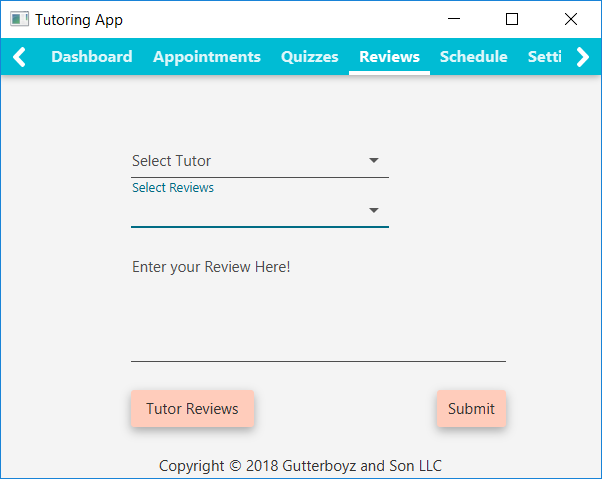 Tutoring App
Dashboard Appointments Quizzes Reviews Schedule Setti
Select Tutor
Select Reviews
Enter your Review Here!
Tutor Reviews Submit
Copyright © 2018 Gutterboyz and Son LLC